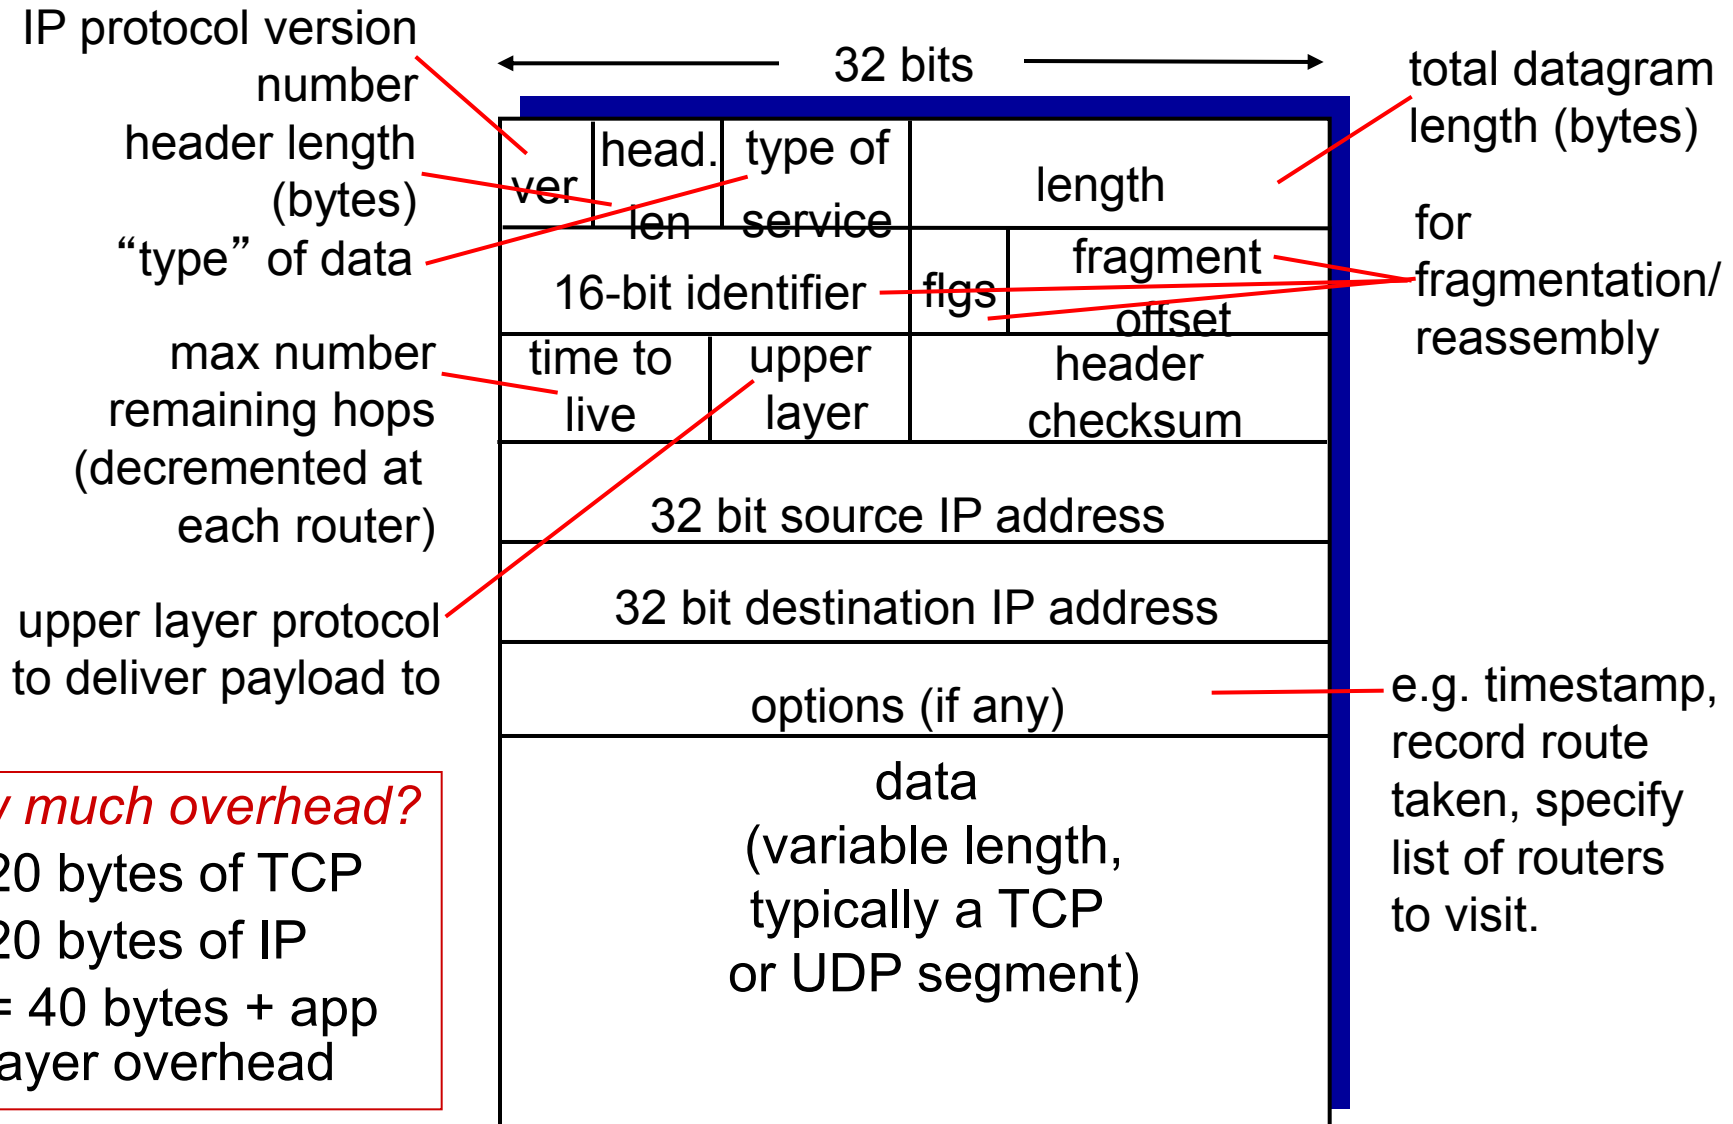 IP protocol version
number
header length
(bytes)
“type” of data
max number
remaining hops
(decremented at
each router)
upper layer protocol
to deliver payload to
much overhead?
20 bytes of TCP
20 bytes of IP
= 40 bytes + app
ayer overhead
32 bits
ver
head.
len
type of
service
length
16-bit identifier
flgs
fragment
offset
time to
live
upper
layer
header
checksum
32 bit source IP address
32 bit destination IP address
options (if any)
data
(variable length,
typically a TCP
or UDP segment)
total datagram
length (bytes)
for
fragmentation/
reassembly
e.g. timestamp,
record route
taken, specify
list of routers
to visit.